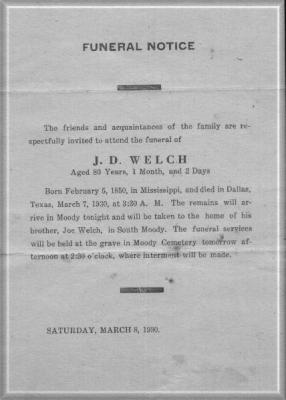 FUNERAL NOTICE
The friends and acquaintances of the family are re-
spectfully invited to attend the funeral of
J. D. WELCH
Aged 80 Years, 1 Month, and 2 Days
Born February 5, 1850, in Mississippi, and died in Dallas,
Texas, March 7, 1930, at 3:30 A. M. The remains will ar-
rive in Moody tonight and will be taken to the home of his
brother, Joe Welch, in South Moody. The funeral services
will be held at the grave in Moody Cemetery tomorrow af-
ternoon at 2:30 o'clock, where interment will be made.
SATURDAY, MARCH 8, 1930.